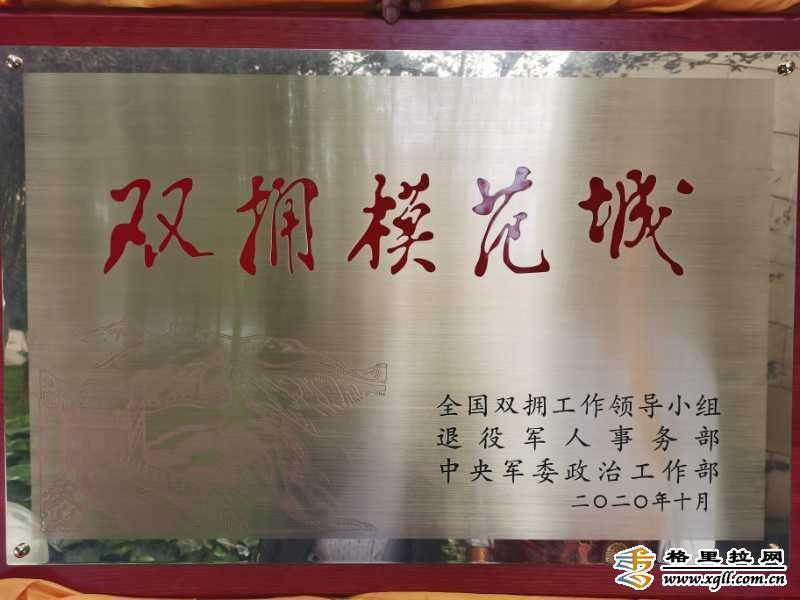 双拥模范城
全国双拥工作领导小组
退役军人事务部
中央军委政治工作部
二〇二〇年十月
格里拉网
www.xgll.com.cn